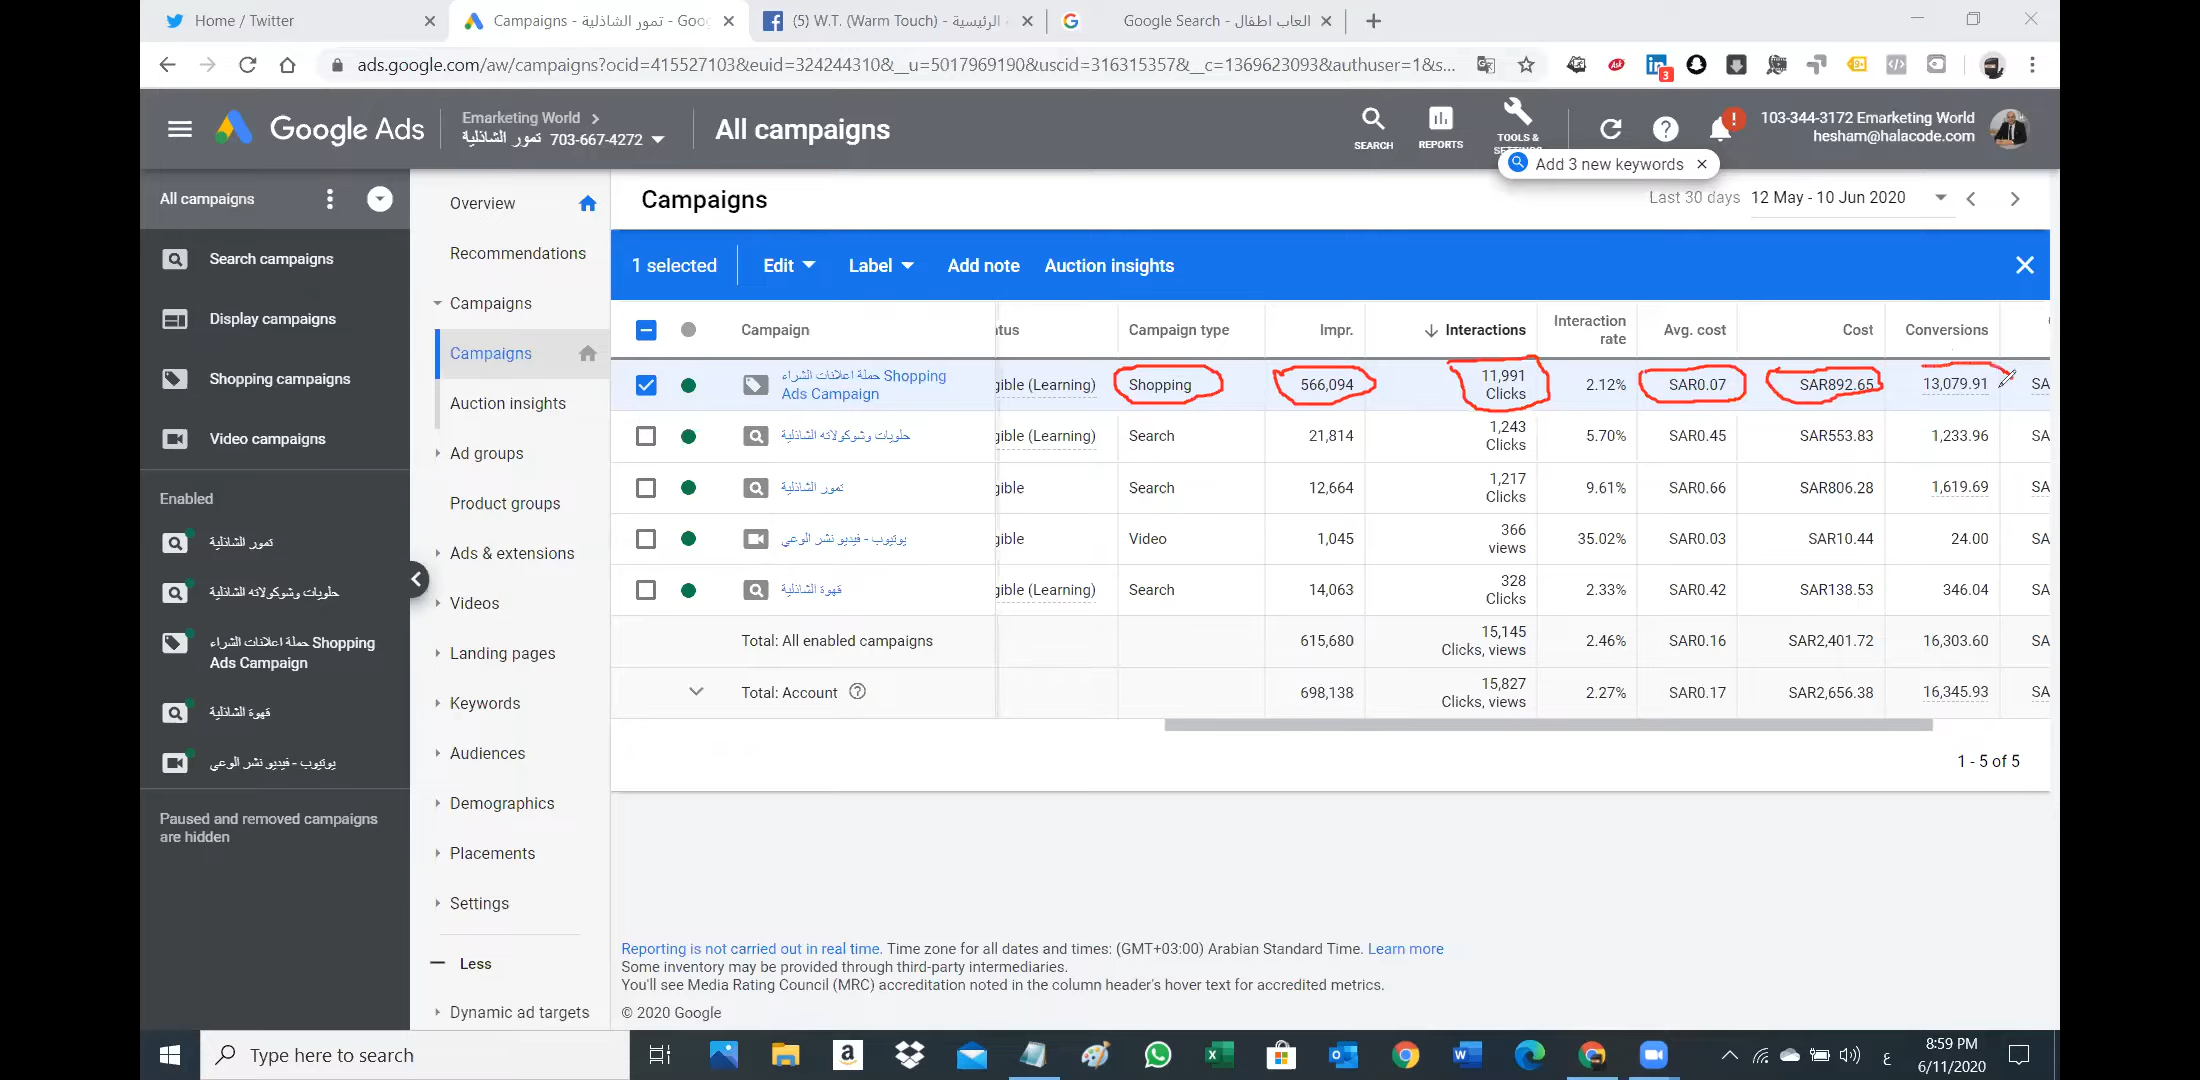 Home / Twitter
Campaigns - تمور الشاذلية - Goo
(5) W.T. (Warm Touch) - الرئيسية
العاب اطفال - Google Search
ads.google.com/aw/campaigns?ocid=415527103&euid=324244310&__u=5017969190&uscid=316315357&__c=1369623093&authuser=1&s...
3
Google Ads
Emarketing World
تمور الشاذلية 703-667-4272
All campaigns
SEARCH
REPORTS
TOOLS &
!
103-344-3172 Emarketing World
hesham@halacode.com
Add 3 new keywords
All campaigns
Search campaigns
Display campaigns
Shopping campaigns
Video campaigns
Enabled
تمور الشاذلية
حلويات وشوكولاته الشاذلية
حملة اعلانات الشراء Shopping
Ads Campaign
قهوة الشاذلية
يوتيوب - فيديو نشر الوعي
Paused and removed campaigns
are hidden
Overview
Recommendations
Campaigns
Campaigns
Auction insights
Ad groups
Product groups
Ads & extensions
Videos
Landing pages
Keywords
Audiences
Demographics
Placements
Settings
Less
Dynamic ad targets
Campaigns
Last 30 days 12 May - 10 Jun 2020
1 selected Edit Label Add note Auction insights
Campaign tus Campaign type Impr. Interactions Interaction rate Avg. cost Cost Conversions
حملة اعلانات الشراء Shopping Ads Campaign gible (Learning) Shopping 566,094 11,991 Clicks 2.12% SAR0.07 SAR892.65 13,079.91 SA
حلويات وشوكولاته الشاذلية gible (Learning) Search 21,814 1,243 Clicks 5.70% SAR0.45 SAR553.83 1,233.96 SA
تمور الشاذلية gible Search 12,664 1,217 Clicks 9.61% SAR0.66 SAR806.28 1,619.69 SA
يوتيوب - فيديو نشر الوعي gible Video 1,045 366 views 35.02% SAR0.03 SAR10.44 24.00 SA
قهوة الشاذلية gible (Learning) Search 14,063 328 Clicks 2.33% SAR0.42 SAR138.53 346.04 SA
Total: All enabled campaigns 615,680 15,145 Clicks, views 2.46% SAR0.16 SAR2,401.72 16,303.60 SA
Total: Account 698,138 15,827 Clicks, views 2.27% SAR0.17 SAR2,656.38 16,345.93 SA
1 - 5 of 5
Reporting is not carried out in real time. Time zone for all dates and times: (GMT+03:00) Arabian Standard Time. Learn more
Some inventory may be provided through third-party intermediaries.
You'll see Media Rating Council (MRC) accreditation noted in the column header's hover text for accredited metrics.
© 2020 Google
Type here to search
ع
8:59 PM
6/11/2020